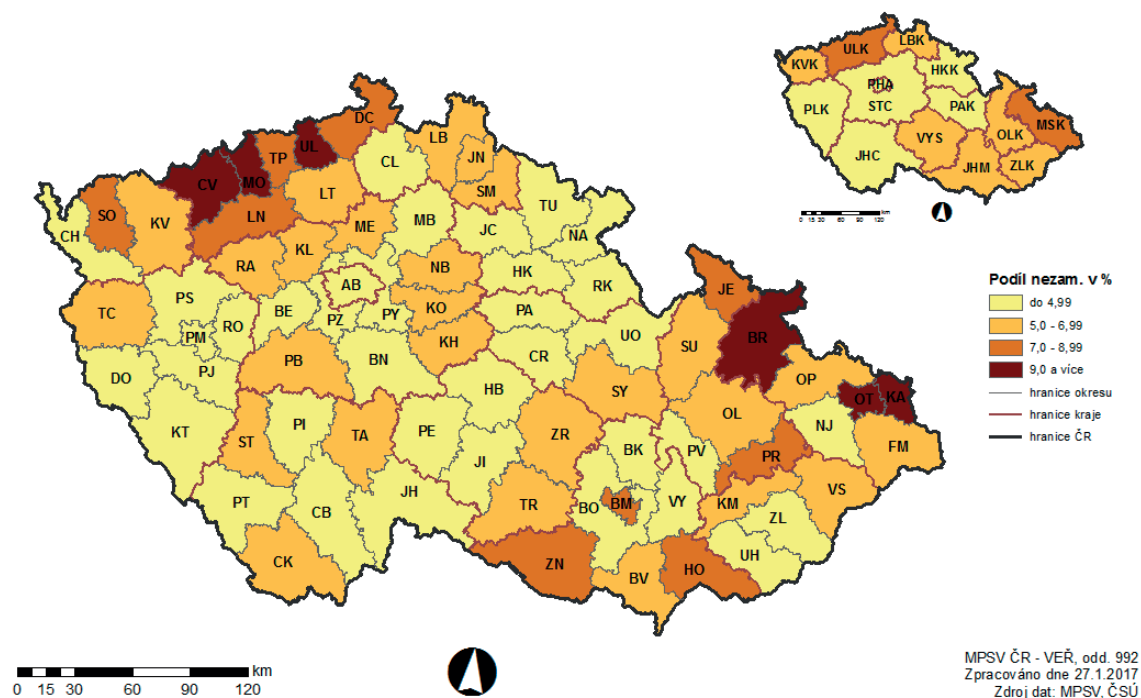 ULK
LBK
KVK
HKK
PHA
PLK
STC
PAK
MSK
OLK
VYS
JHC
JHM
ZLK
0 15 30 60 90 120 km
DC
UL
LB
TP
JN
MO
CL
CV
LT
SM
SO
LN
TU
KV
ME
MB
JC
CH
NA
KL
RA
NB
HK
AB
RK
JE
PS
TC
BE
KO
PA
RO
PZ
PY
BR
PM
UO
KH
SU
CR
PB
BN
DO
PJ
OP
HB
SY
OT
KA
OL
PI
NJ
KT
ST
TA
PE
ZR
FM
BK
PV
PR
JI
VS
JH
PT
TR
BO
BM
VY
KM
CB
ZL
UH
CK
ZN
BV
HO
Podíl nezam. v %
do 4,99
5,0 - 6,99
7,0 - 8,99
9,0 a více
hranice okresu
hranice kraje
hranice ČR
km
0 15 30 60 90 120
MPSV ČR - VEŘ, odd. 992
Zpracováno dne 27.1.2017
Zdroj dat: MPSV, ČSÚ